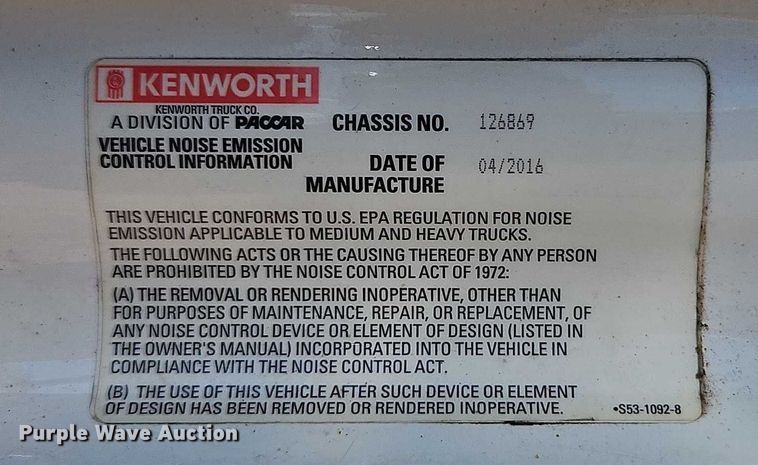 KENWORTH
KENWORTH TRUCK CO.
A DIVISION OF PACCAR
CHASSIS NO. 126869
VEHICLE NOISE EMISSION
CONTROL INFORMATION
DATE OF 04/2016
MANUFACTURE
THIS VEHICLE CONFORMS TO U.S. EPA REGULATION FOR NOISE
EMISSION APPLICABLE TO MEDIUM AND HEAVY TRUCKS.
THE FOLLOWING ACTS OR THE CAUSING THEREOF BY ANY PERSON
ARE PROHIBITED BY THE NOISE CONTROL ACT OF 1972:
(A) THE REMOVAL OR RENDERING INOPERATIVE, OTHER THAN
FOR PURPOSES OF MAINTENANCE, REPAIR, OR REPLACEMENT, OF
ANY NOISE CONTROL DEVICE OR ELEMENT OF DESIGN (LISTED IN
THE OWNER'S MANUAL) INCORPORATED INTO THE VEHICLE IN
COMPLIANCE WITH THE NOISE CONTROL ACT.
(B) THE USE OF THIS VEHICLE AFTER SUCH DEVICE OR ELEMENT
OF DESIGN HAS BEEN REMOVED OR RENDERED INOPERATIVE.
•S53-1092-8
Purple Wave Auction